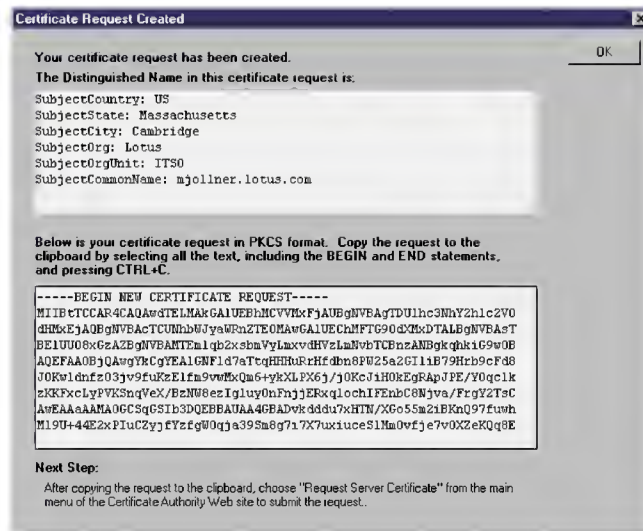 Certificate Request Created
OK
Your certificate request has been created.
The Distinguished Name in this certificate request is:
SubjectCountry: US
SubjectState: Massachusetts
SubjectCity: Cambridge
SubjectOrg: Lotus
SubjectOrgUnit: ITSO
SubjectCommonName: mjollner.lotus.com
Below is your certificate request in PKCS format. Copy the request to the
clipboard by selecting all the text, including the BEGIN and END statements,
and pressing CTRL+C.
-----BEGIN NEW CERTIFICATE REQUEST-----
MIIBtTCCAR4CAQAwdTELMAkGA1UEBhMCVVMxFjAUBgNVBAgTDU1hc3NhY2h1c2V0
dHMxEjAQBgNVBAcTCUNhbWJyaWRnZTEOMAwGA1UEChMFTG90dXMxDTALBgNVBAsT
BElUU08xGzAZBgNVBAMTEm1qb2xsbmVyLmxvdHVzLmNvbTCBnzANBgkqhkiG9w0B
Next Step:
After copying the request to the clipboard, choose "Request Server Certificate" from the main
menu of the Certificate Authority Web site to submit the request..